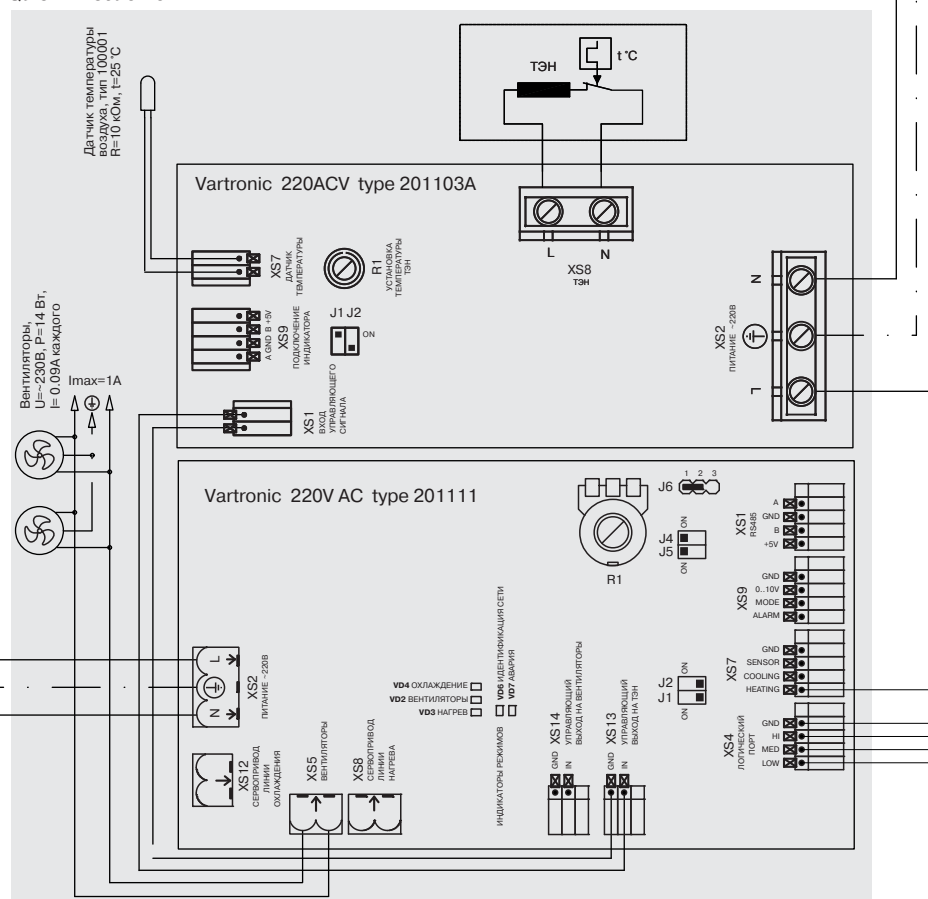 Датчик температуры
воздуха, тип 100001
R=10 кОм, t=25 °C
ТЭН
t °C
Vartronic 220ACV type 201103A
XS7
ДАТЧИК
ТЕМПЕРАТУРЫ
R1
УСТАНОВКА
ТЕМПЕРАТУРЫ
ТЭН
L
N
XS8
ТЭН
A GND B +5V
XS9
ПОДКЛЮЧЕНИЕ
ИНДИКАТОРА
J1 J2
ON
N
L
XS2
ПИТАНИЕ ~220В
Вентиляторы,
U=~230В, P=14 Вт,
I= 0.09А каждого
Imax=1A
XS1
ВХОД
УПРАВЛЯЮЩЕГО
СИГНАЛА
Vartronic 220V AC type 201111
R1
J6
1 2 3
ON
J4
J5
ON
XS1
RS485
A
GND
B
+5V
XS9
GND
0..10V
MODE
ALARM
XS7
GND
SENSOR
COOLING
HEATING
XS4
ЛОГИЧЕСКИЙ
ПОРТ
GND
HI
MED
LOW
ON
J2
J1
ON
L
N
XS2
ПИТАНИЕ ~220В
VD4 ОХЛАЖДЕНИЕ
VD2 ВЕНТИЛЯТОРЫ
VD3 НАГРЕВ
VD6 ИДЕНТИФИКАЦИЯ СЕТИ
VD7 АВАРИЯ
ИНДИКАТОРЫ РЕЖИМОВ
XS12
СЕРВОПРИВОД
ЛИНИИ
ОХЛАЖДЕНИЯ
XS5
ВЕНТИЛЯТОРЫ
XS8
СЕРВОПРИВОД
ЛИНИИ
НАГРЕВА
XS14
УПРАВЛЯЮЩИЙ
ВЫХОД НА ВЕНТИЛЯТОРЫ
GND
IN
XS13
УПРАВЛЯЮЩИЙ
ВЫХОД НА ТЭН
GND
IN